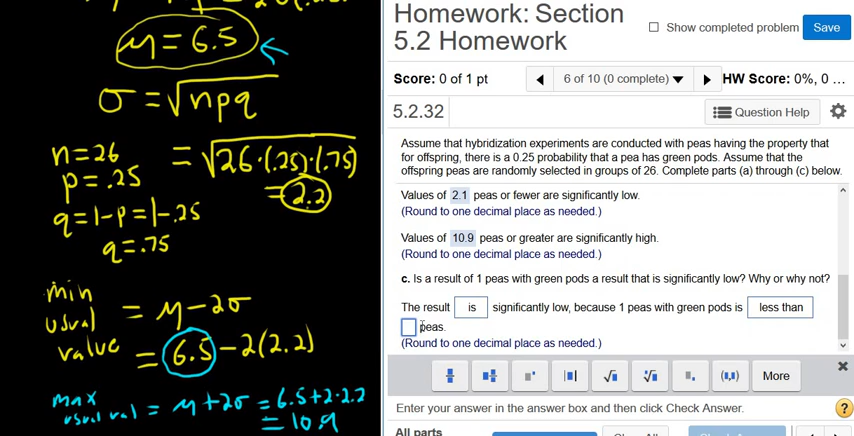 μ = 6.5
σ = √npq
n=26
p=.25
q=1-p=1-.25
q=.75
= √26·(.25)·(.75)
= 2.2
min
usual
value
= μ-2σ
= 6.5-2(2.2)
max
usual val = μ+2σ = 6.5+2·2.2
= 10.9
Homework: Section
5.2 Homework
Show completed problem
Save
Score: 0 of 1 pt
6 of 10 (0 complete)
HW Score: 0%, 0 ...
5.2.32
Question Help
Assume that hybridization experiments are conducted with peas having the property that
for offspring, there is a 0.25 probability that a pea has green pods. Assume that the
offspring peas are randomly selected in groups of 26. Complete parts (a) through (c) below.
Values of 2.1 peas or fewer are significantly low.
(Round to one decimal place as needed.)
Values of 10.9 peas or greater are significantly high.
(Round to one decimal place as needed.)
c. Is a result of 1 peas with green pods a result that is significantly low? Why or why not?
The result is significantly low, because 1 peas with green pods is less than
peas.
(Round to one decimal place as needed.)
More
Enter your answer in the answer box and then click Check Answer.
?
All parts